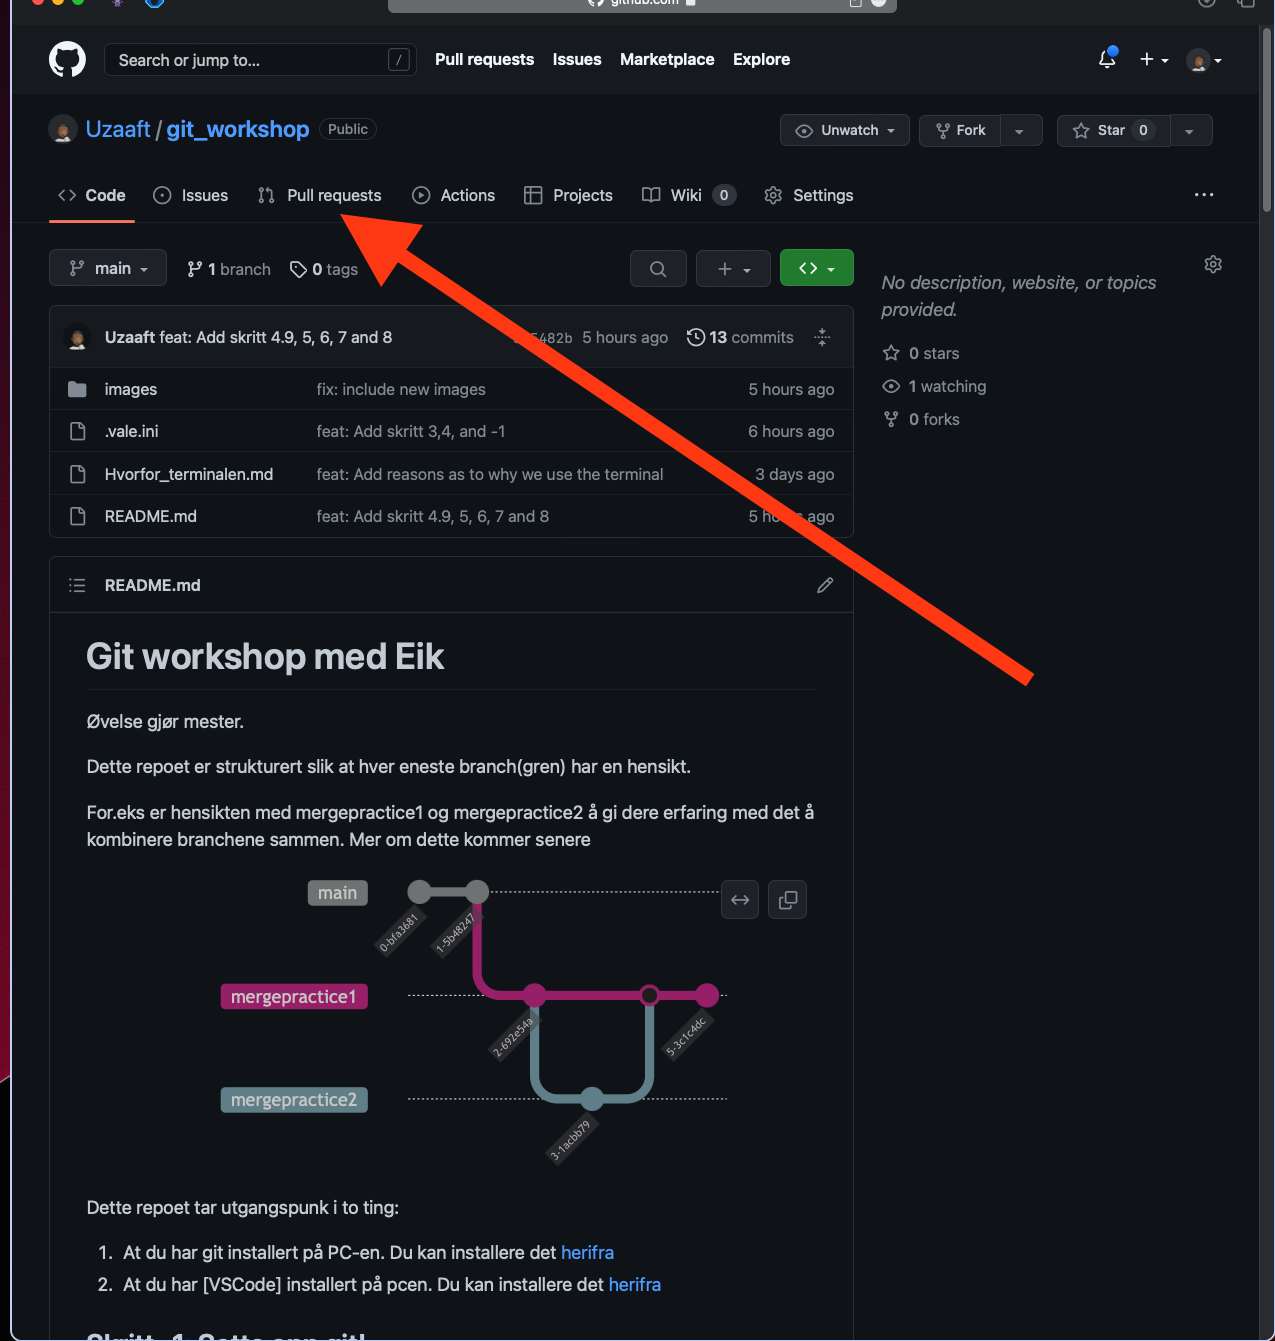 github.com
Search or jump to... /
Pull requests Issues Marketplace Explore
Uzaaft / git_workshop Public
Unwatch Fork Star 0
Code Issues Pull requests Actions Projects Wiki 0 Settings
main 1 branch 0 tags
No description, website, or topics
provided.
0 stars
1 watching
0 forks
Uzaaft feat: Add skritt 4.9, 5, 6, 7 and 8 5 hours ago 13 commits
images fix: include new images 5 hours ago
.vale.ini feat: Add skritt 3,4, and -1 6 hours ago
Hvorfor_terminalen.md feat: Add reasons as to why we use the terminal 3 days ago
README.md feat: Add skritt 4.9, 5, 6, 7 and 8 5 hours ago
README.md
Git workshop med Eik
Øvelse gjør mester.
Dette repoet er strukturert slik at hver eneste branch(gren) har en hensikt.
For.eks er hensikten med mergepractice1 og mergepractice2 å gi dere erfaring med det å
kombinere branchene sammen. Mer om dette kommer senere
main
0-bfa3681
1-5b48247
mergepractice1
2-692e54a
5-3c1c4dc
mergepractice2
3-1acbb79
Dette repoet tar utgangspunk i to ting:
1. At du har git installert på PC-en. Du kan installere det herifra
2. At du har [VSCode] installert på pcen. Du kan installere det herifra